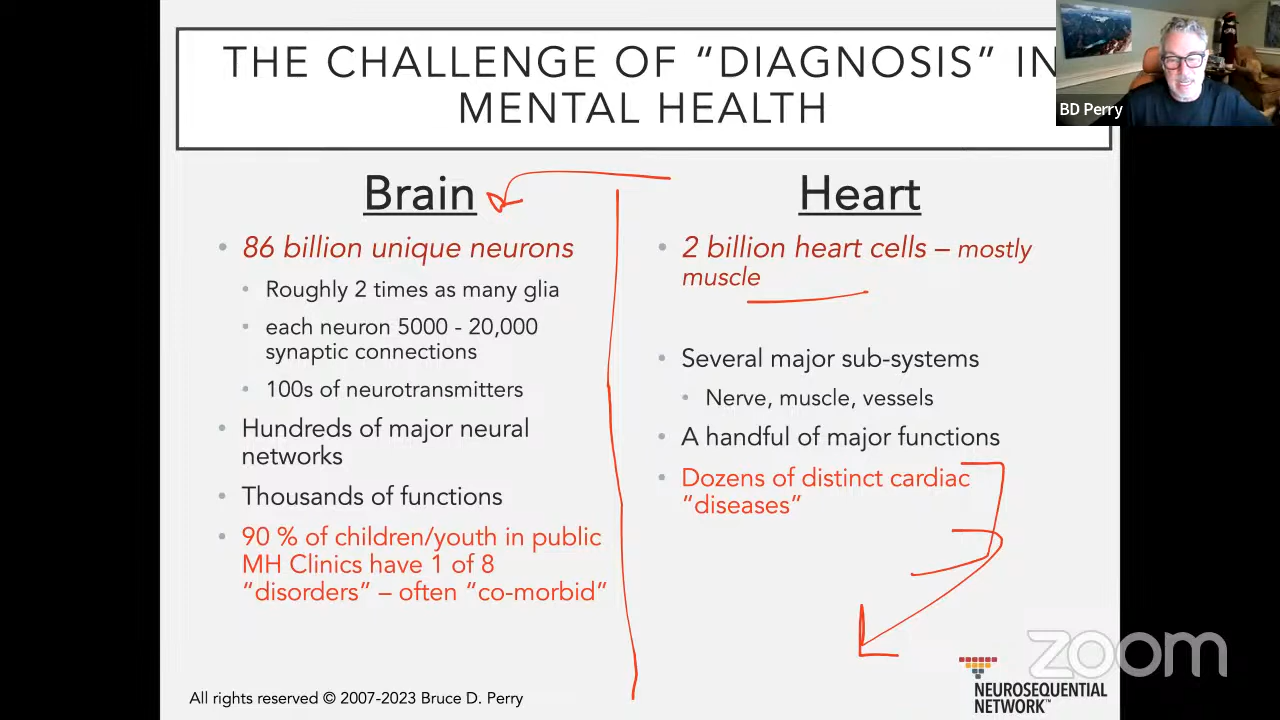 THE CHALLENGE OF “DIAGNOSIS” IN
MENTAL HEALTH
BD Perry
Brain
• 86 billion unique neurons
• Roughly 2 times as many glia
• each neuron 5000 - 20,000
synaptic connections
• 100s of neurotransmitters
• Hundreds of major neural
networks
• Thousands of functions
• 90 % of children/youth in public
MH Clinics have 1 of 8
“disorders” – often “co-morbid”
Heart
• 2 billion heart cells – mostly
muscle
• Several major sub-systems
• Nerve, muscle, vessels
• A handful of major functions
• Dozens of distinct cardiac
“diseases”
All rights reserved © 2007-2023 Bruce D. Perry
NEUROSEQUENTIAL
NETWORK™
zoom